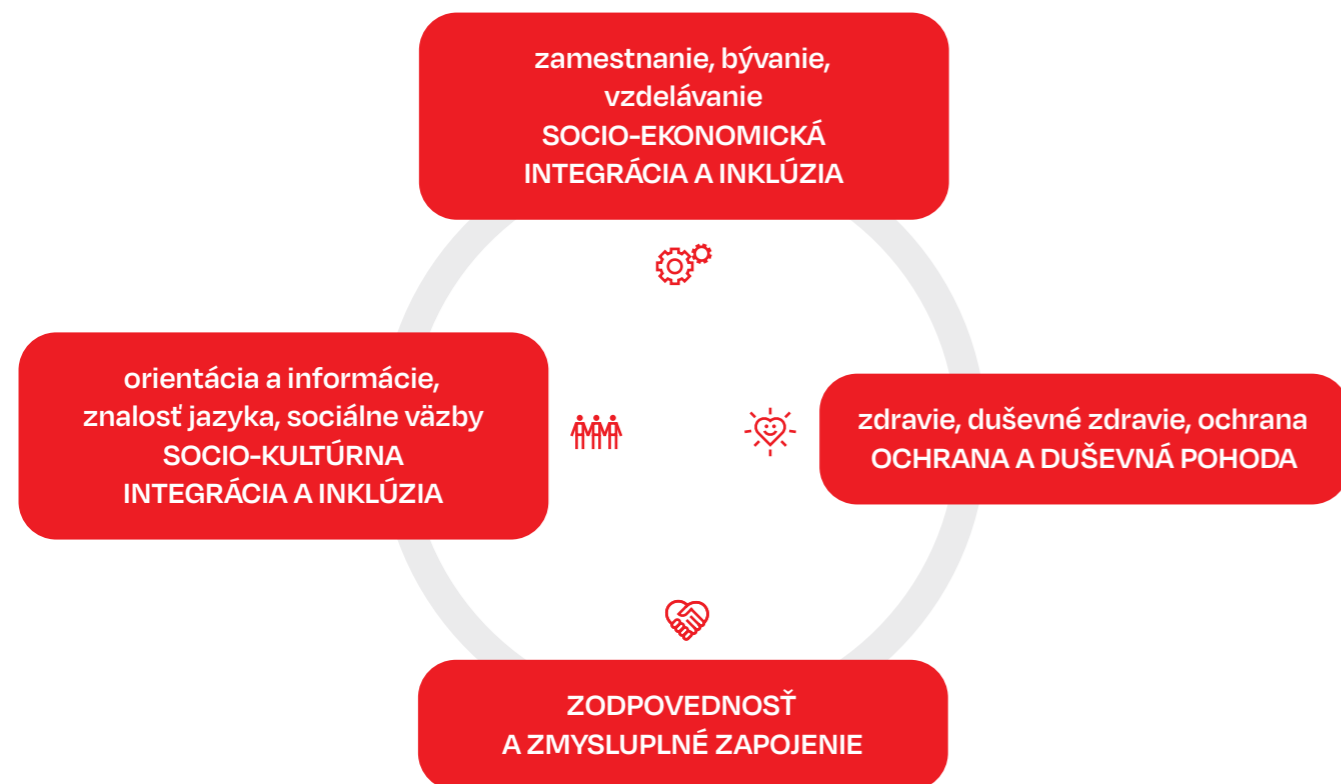 zamestnanie, bývanie,
vzdelávanie
SOCIO-EKONOMICKÁ
INTEGRÁCIA A INKLÚZIA
orientácia a informácie,
znalosť jazyka, sociálne väzby
SOCIO-KULTÚRNA
INTEGRÁCIA A INKLÚZIA
zdravie, duševné zdravie, ochrana
OCHRANA A DUŠEVNÁ POHODA
ZODPOVEDNOSŤ
A ZMYSLUPLNÉ ZAPOJENIE